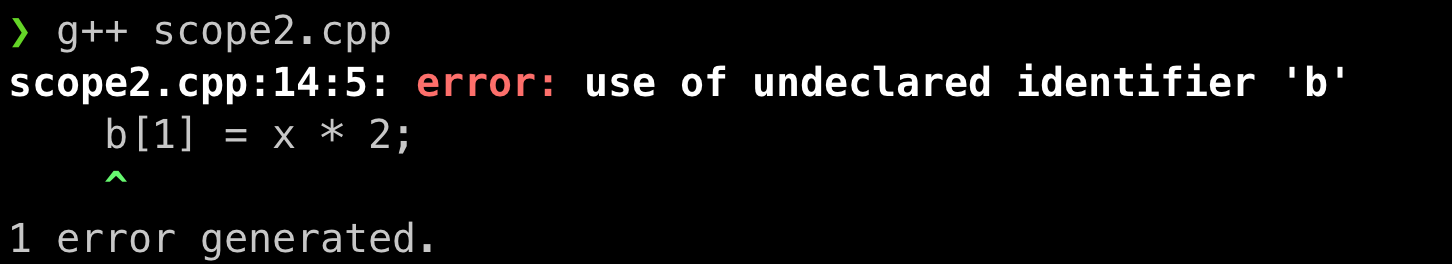 ❯ g++ scope2.cpp
scope2.cpp:14:5: error: use of undeclared identifier 'b'
    b[1] = x * 2;
    ^
1 error generated.